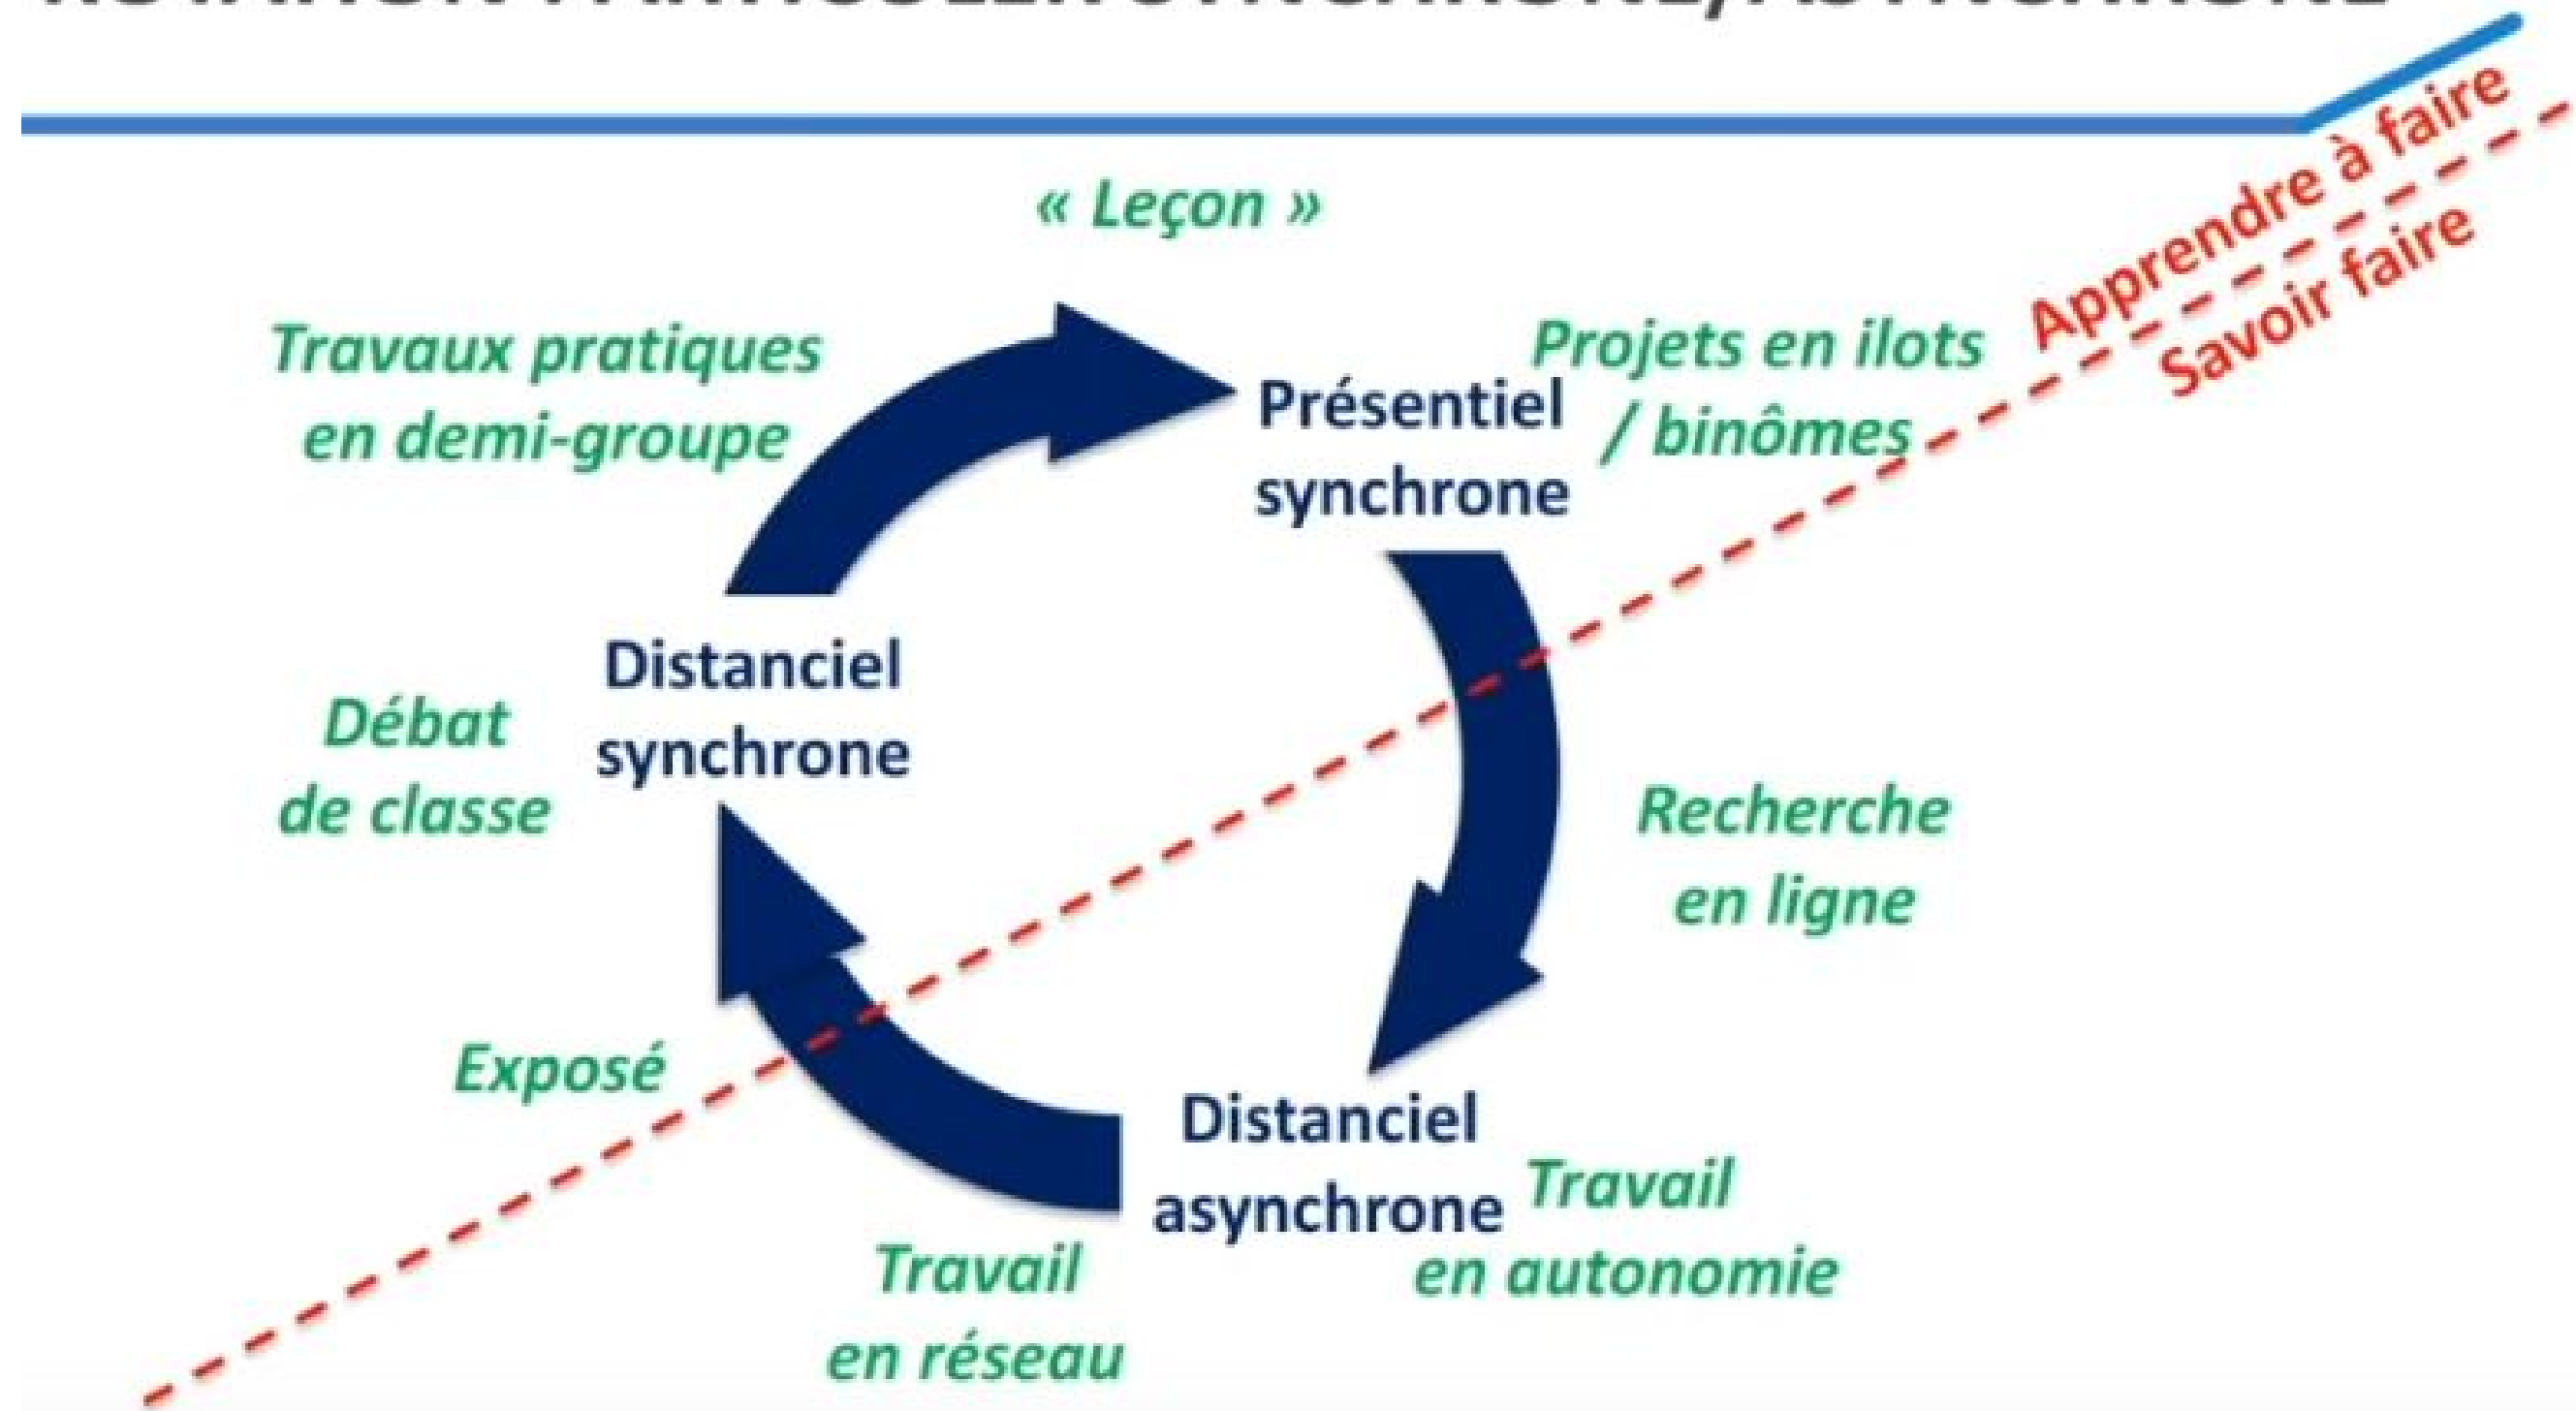 « Leçon »
Travaux pratiques
en demi-groupe
Projets en ilots
/ binômes
Apprendre à faire
Savoir faire
Présentiel
synchrone
Distanciel
synchrone
Débat
de classe
Recherche
en ligne
Exposé
Distanciel
asynchrone
Travail
en autonomie
Travail
en réseau